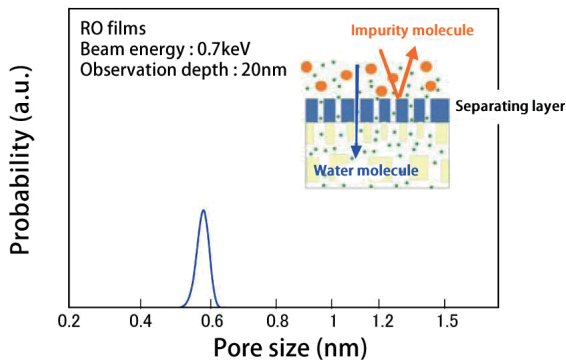 RO films
Beam energy : 0.7keV
Observation depth : 20nm
Impurity molecule
Separating layer
Water molecule
Probability (a.u.)
0.2 0.4 0.6 0.8 1 1.2 1.5
Pore size (nm)